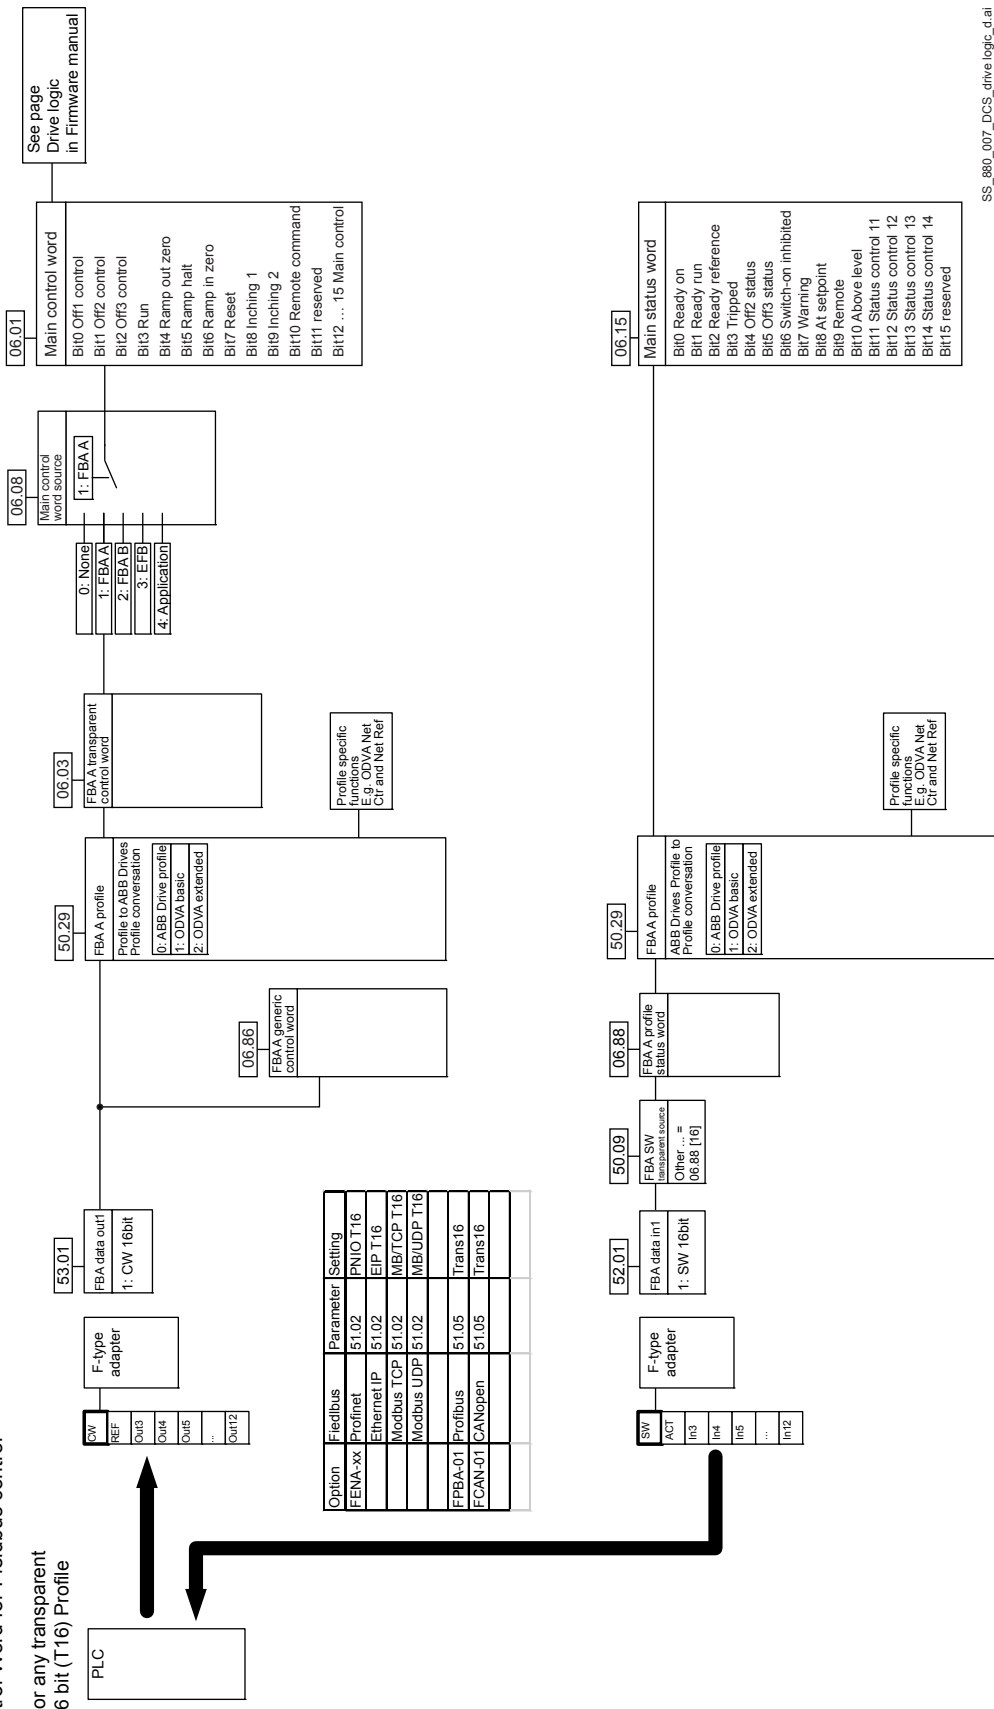 trol Word for Fieldbus control
or any transparent
6 bit (T16) Profile
PLC
CW
REF
Out3
Out4
Out5
...
Out12
F-type
adapter
53.01
FBA data out1
1: CW 16bit
06.86
FBA A generic
control word
50.29
FBA A profile
Profile to ABB Drives
Profile conversation
0: ABB Drive profile
1: ODVA basic
2: ODVA extended
Profile specific
functions
E.g. ODVA Net
Ctr and Net Ref
06.03
FBA A transparent
control word
0: None
1: FBA A
2: FBA B
3: EFB
4: Application
06.08
Main control
word source
1: FBA A
06.01
Main control word
Bit0 Off1 control
Bit1 Off2 control
Bit2 Off3 control
Bit3 Run
Bit4 Ramp out zero
Bit5 Ramp halt
Bit6 Ramp in zero
Bit7 Reset
Bit8 Inching 1
Bit9 Inching 2
Bit10 Remote command
Bit11 reserved
Bit12 … 15 Main control
See page
Drive logic
in Firmware manual
Option Fiedlbus Parameter Setting
FENA-xx Profinet 51.02 PNIO T16
Ethernet IP 51.02 EIP T16
Modbus TCP 51.02 MB/TCP T16
Modbus UDP 51.02 MB/UDP T16
FPBA-01 Profibus 51.05 Trans16
FCAN-01 CANopen 51.05 Trans16
SW
ACT
In3
In4
In5
...
In12
F-type
adapter
52.01
FBA data in1
1: SW 16bit
50.09
FBA SW
transparent source
Other ... =
06.88 [16]
06.88
FBA A profile
status word
50.29
FBA A profile
ABB Drives Profile to
Profile conversation
0: ABB Drive profile
1: ODVA basic
2: ODVA extended
Profile specific
functions
E.g. ODVA Net
Ctr and Net Ref
06.15
Main status word
Bit0 Ready on
Bit1 Ready run
Bit2 Ready reference
Bit3 Tripped
Bit4 Off2 status
Bit5 Off3 status
Bit6 Switch-on inhibited
Bit7 Warning
Bit8 At setpoint
Bit9 Remote
Bit10 Above level
Bit11 Status control 11
Bit12 Status control 12
Bit13 Status control 13
Bit14 Status control 14
Bit15 reserved
SS_880_007_DCS_drive logic_d.ai